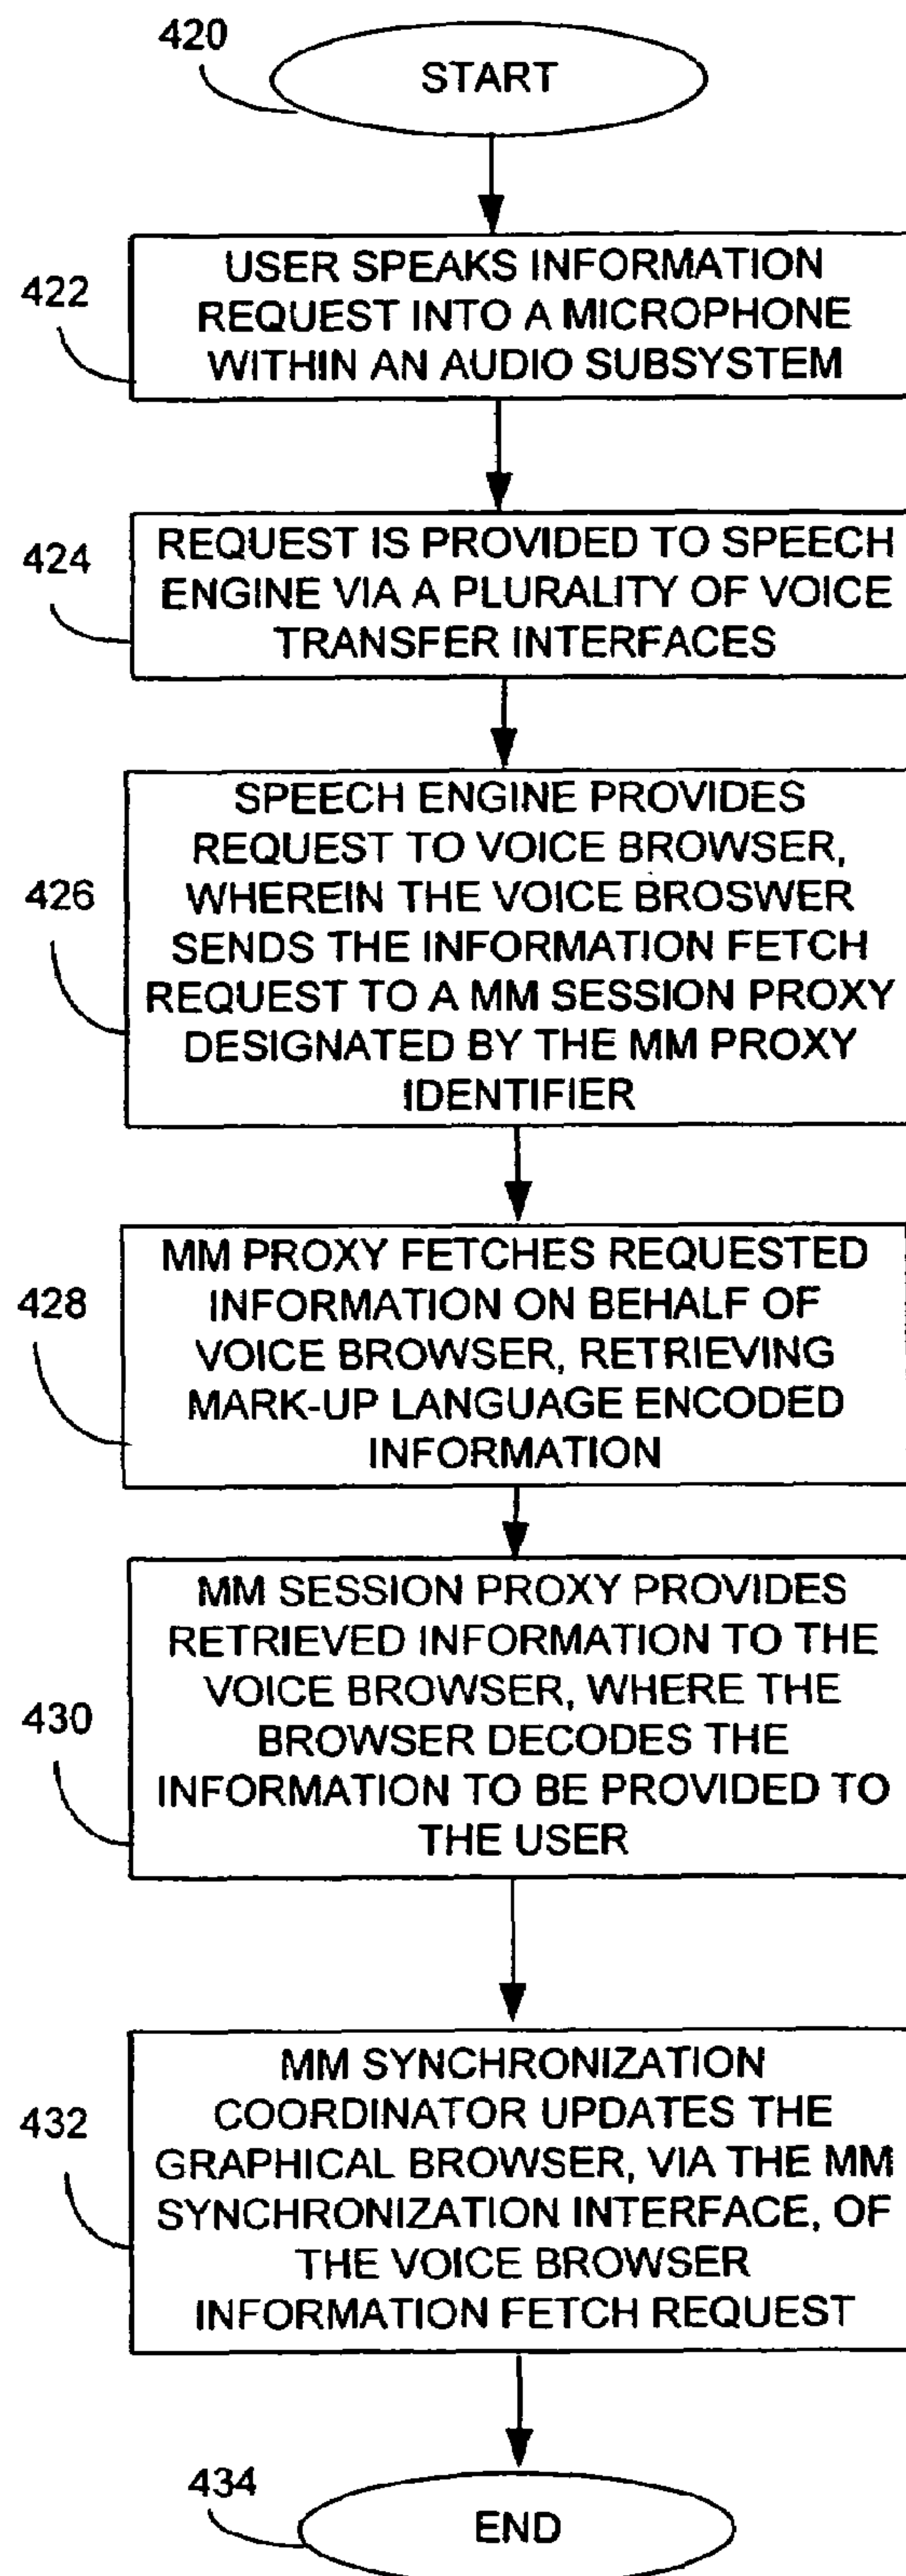 420
START
422
USER SPEAKS INFORMATION
REQUEST INTO A MICROPHONE
WITHIN AN AUDIO SUBSYSTEM
424
REQUEST IS PROVIDED TO SPEECH
ENGINE VIA A PLURALITY OF VOICE
TRANSFER INTERFACES
426
SPEECH ENGINE PROVIDES
REQUEST TO VOICE BROWSER,
WHEREIN THE VOICE BROSWER
SENDS THE INFORMATION FETCH
REQUEST TO A MM SESSION PROXY
DESIGNATED BY THE MM PROXY
IDENTIFIER
428
MM PROXY FETCHES REQUESTED
INFORMATION ON BEHALF OF
VOICE BROWSER, RETRIEVING
MARK-UP LANGUAGE ENCODED
INFORMATION
430
MM SESSION PROXY PROVIDES
RETRIEVED INFORMATION TO THE
VOICE BROWSER, WHERE THE
BROWSER DECODES THE
INFORMATION TO BE PROVIDED TO
THE USER
432
MM SYNCHRONIZATION
COORDINATOR UPDATES THE
GRAPHICAL BROWSER, VIA THE MM
SYNCHRONIZATION INTERFACE, OF
THE VOICE BROWSER
INFORMATION FETCH REQUEST
434
END